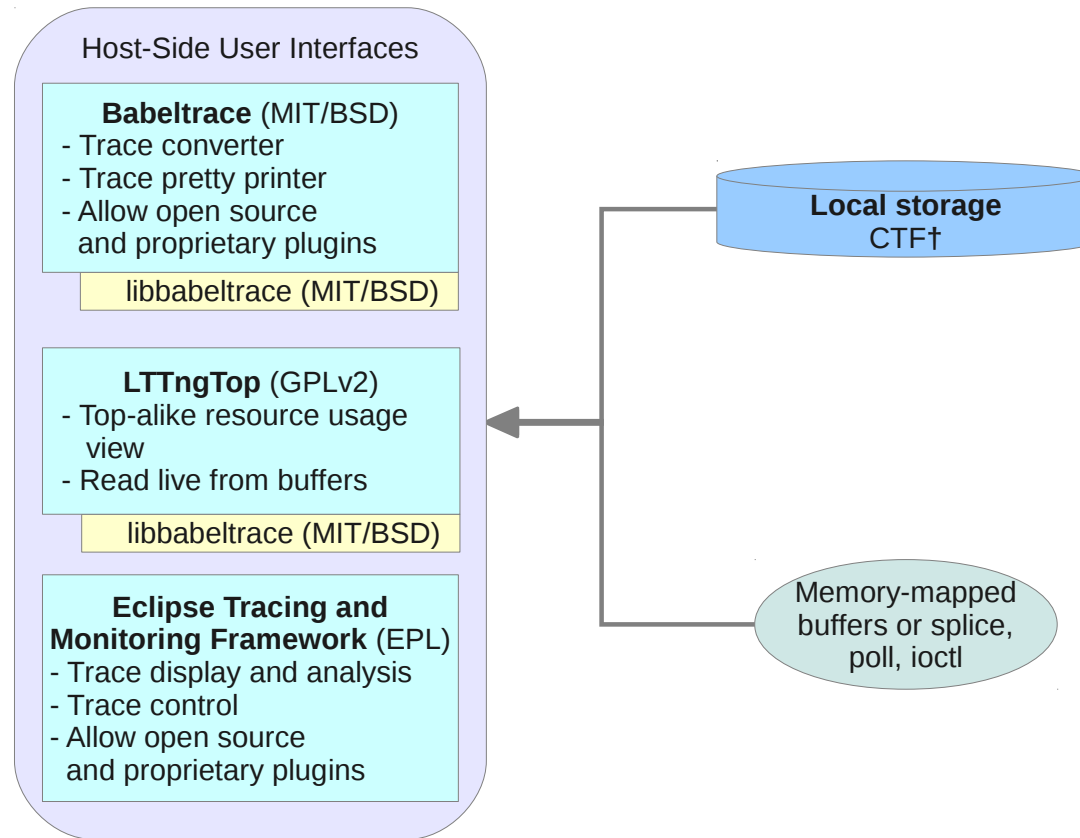 Host-Side User Interfaces
Babeltrace (MIT/BSD)
- Trace converter
- Trace pretty printer
- Allow open source
and proprietary plugins
libbabeltrace (MIT/BSD)
LTTngTop (GPLv2)
- Top-alike resource usage
view
- Read live from buffers
libbabeltrace (MIT/BSD)
Eclipse Tracing and
Monitoring Framework (EPL)
- Trace display and analysis
- Trace control
- Allow open source
and proprietary plugins
Local storage
CTF†
Memory-mapped
buffers or splice,
poll, ioctl